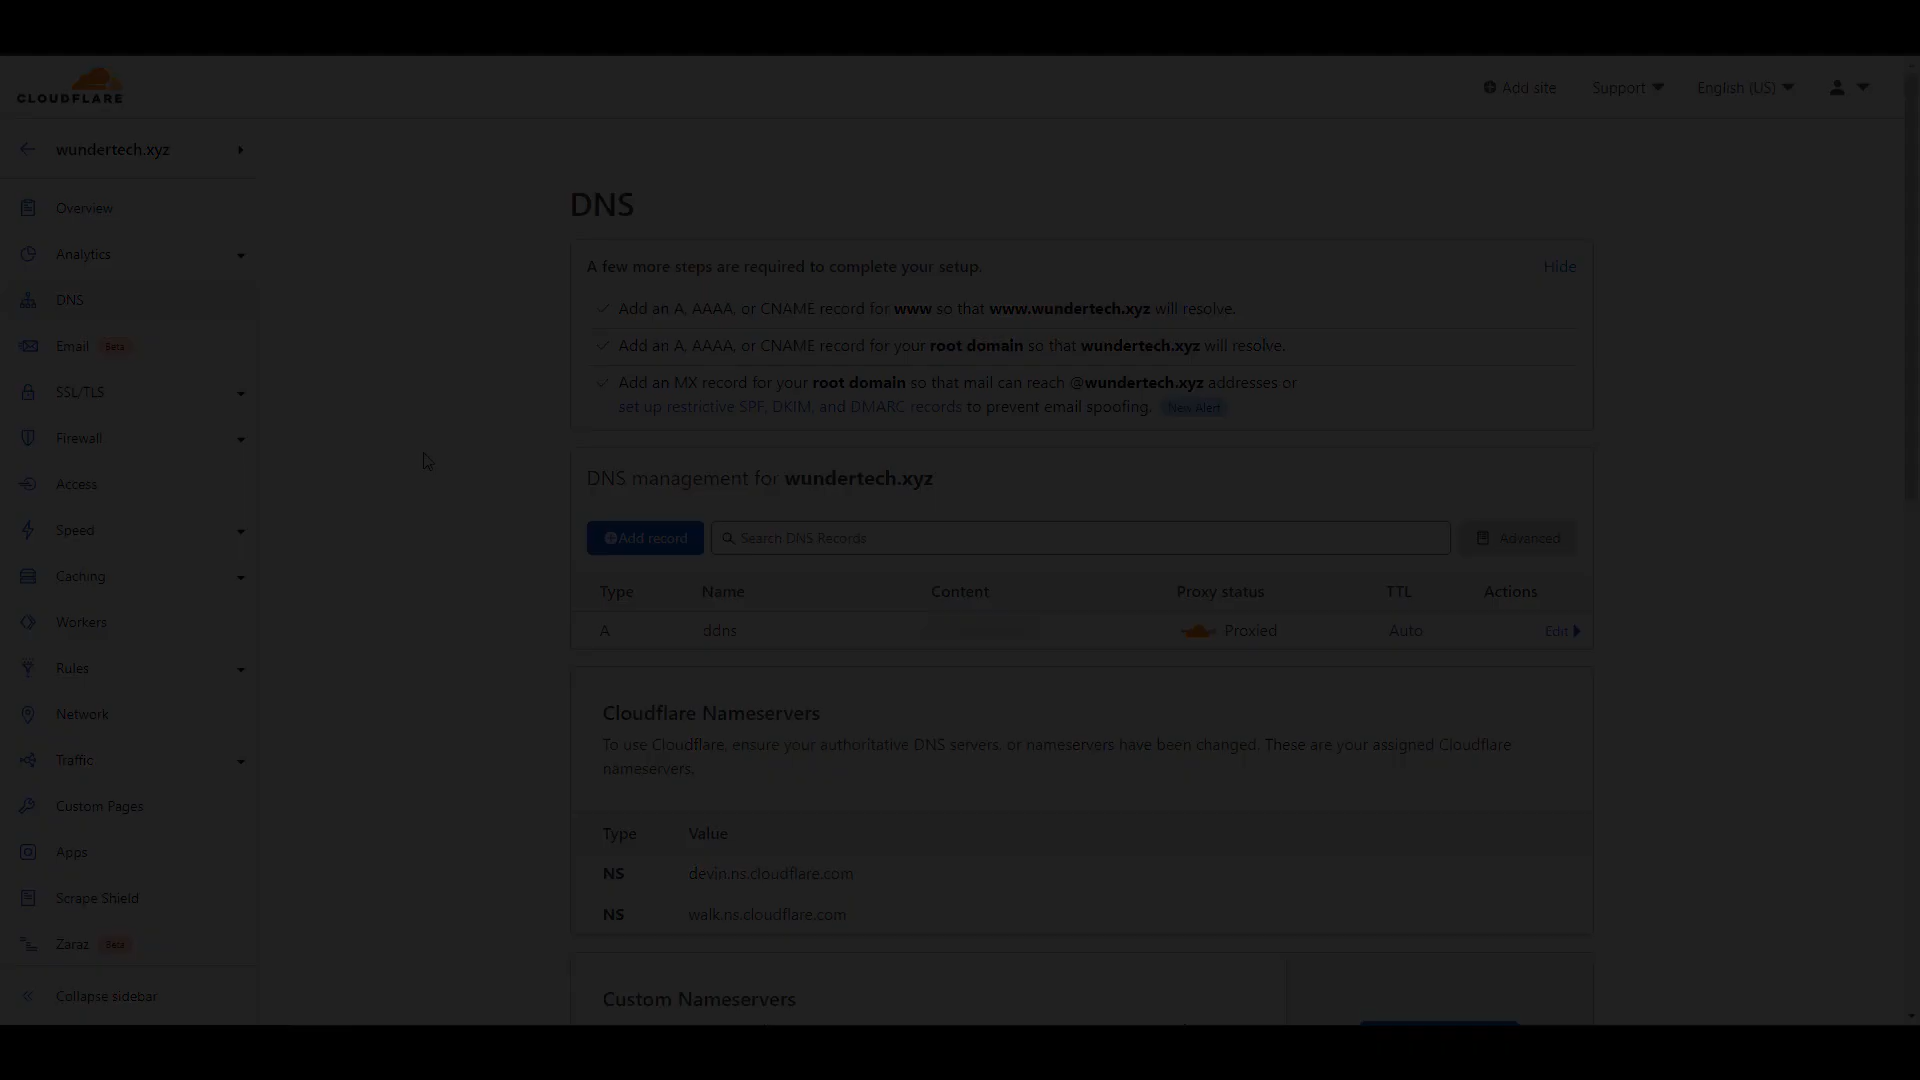 CLOUDFLARE
Add site
Support
English (US)
wundertech.xyz
Overview
Analytics
DNS
Email Beta
SSL/TLS
Firewall
Access
Speed
Caching
Workers
Rules
Network
Traffic
Custom Pages
Apps
Scrape Shield
Zaraz Beta
Collapse sidebar
DNS
A few more steps are required to complete your setup.
Hide
Add an A, AAAA, or CNAME record for www so that www.wundertech.xyz will resolve.
Add an A, AAAA, or CNAME record for your root domain so that wundertech.xyz will resolve.
Add an MX record for your root domain so that mail can reach @wundertech.xyz addresses or
set up restrictive SPF, DKIM, and DMARC records to prevent email spoofing. New Alert
DNS management for wundertech.xyz
Add record
Search DNS Records
Advanced
Type Name Content Proxy status TTL Actions
A ddns Proxied Auto Edit
Cloudflare Nameservers
To use Cloudflare, ensure your authoritative DNS servers, or nameservers have been changed. These are your assigned Cloudflare
nameservers.
Type Value
NS devin.ns.cloudflare.com
NS walk.ns.cloudflare.com
Custom Nameservers